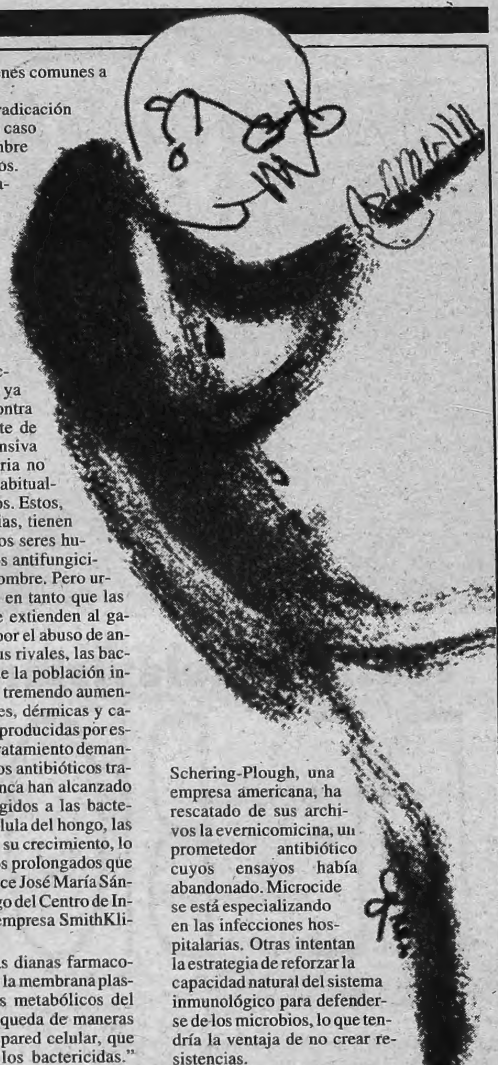 nes comunes a
radicación
caso
mbre
os.
a-
c-
ya
ontra
te de
ensiva
ria no
abitual-
os. Estos,
ias, tienen
os seres hu-
s antifungici-
ombre. Pero ur-
en tanto que las
e extienden al ga-
por el abuso de an-
us rivales, las bac-
e la población in-
tremendo aumen-
es, dérmicas y ca-
producidas por es-
ratamiento deman-
os antibióticos tra-
nca han alcanzado
gidos a las bacte-
lula del hongo, las
su crecimiento, lo
os prolongados que
ce José María Sán-
go del Centro de In-
empresa SmithKli-
as dianas farmaco-
la membrana plas-
s metabólicos del
queda de maneras
pared celular, que
los bactericidas."
Schering-Plough, una
empresa americana, ha
rescatado de sus archi-
vos la evernicomicina, un
prometedor antibiótico
cuyos ensayos había
abandonado. Microcide
se está especializando
en las infecciones hos-
pitalarias. Otras intentan
la estrategia de reforzar la
capacidad natural del sistema
inmunológico para defender-
se de los microbios, lo que ten-
dría la ventaja de no crear re-
sistencias.